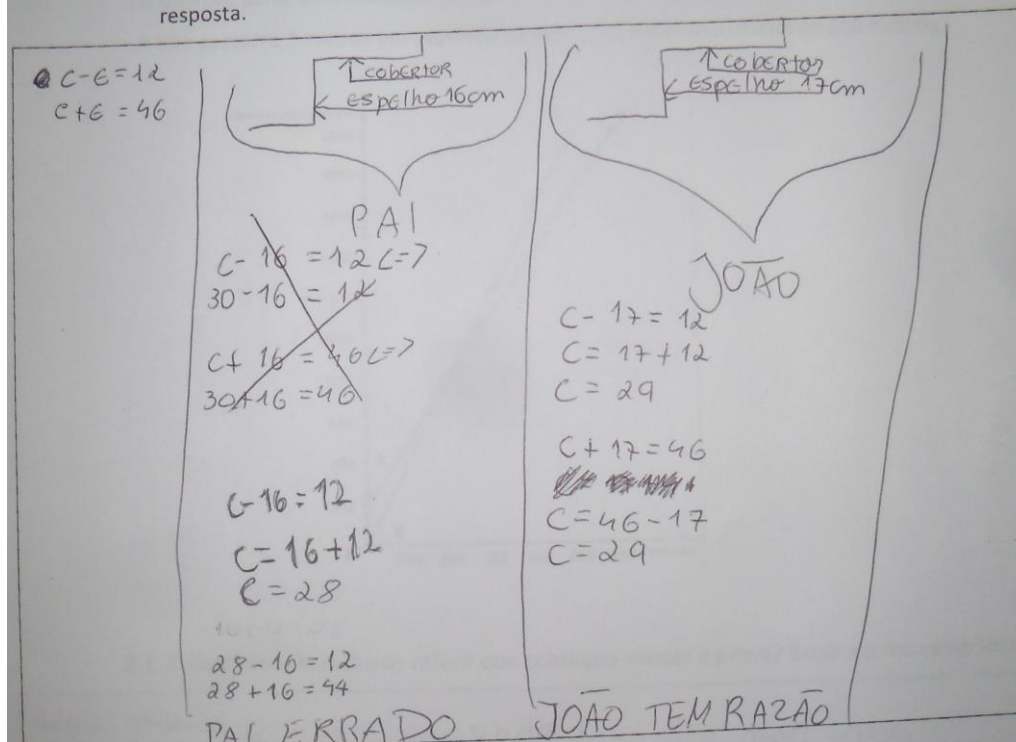 resposta.
C-E=12
C+E=46
COBERTOR
ESPElho 16cm
PAI
C-16=12<=>
30-16=12
C+16=46<=>
30+16=46
C-16=12
C=16+12
C=28
28-16=12
28+16=44
PAI ERRADO
COBERTOR
ESPElho 17cm
JOÃO
C-17=12
C=17+12
C=29
C+17=46
C=46-17
C=29
JOÃO TEM RAZÃO